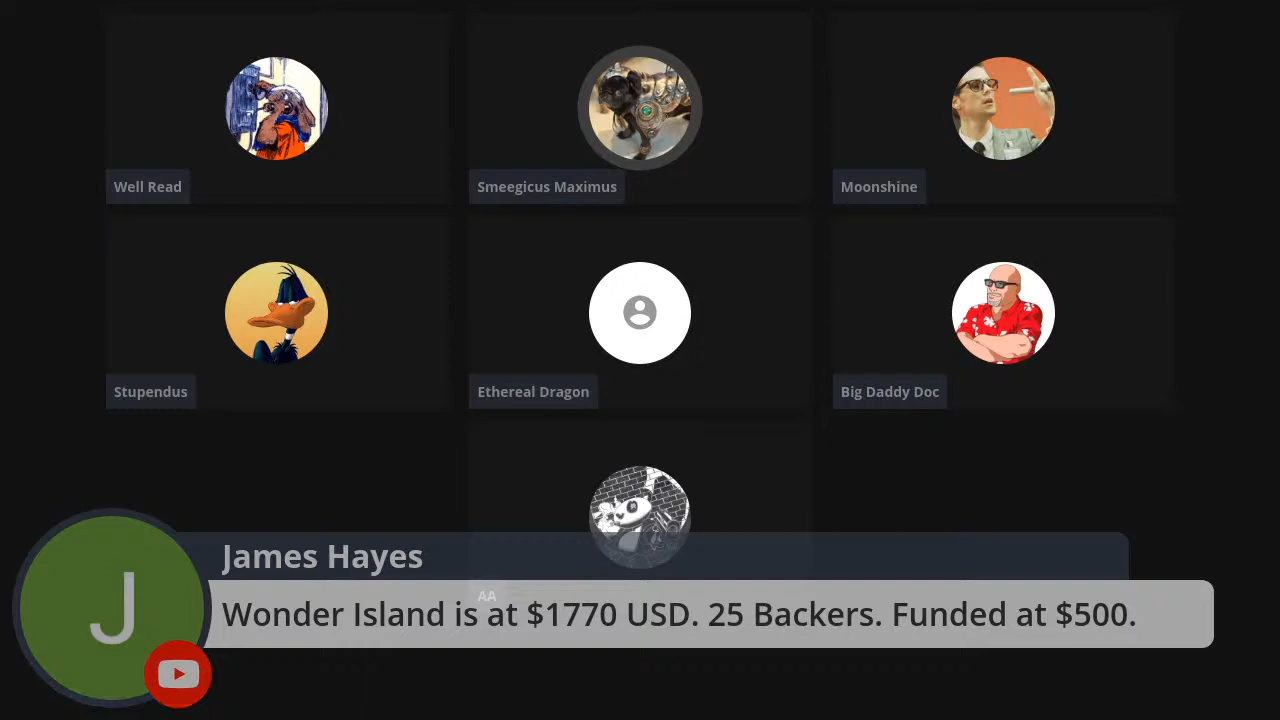 Well Read
Smeegicus Maximus
Moonshine
Stupendus
Ethereal Dragon
Big Daddy Doc
James Hayes
J
AA
Wonder Island is at $1770 USD. 25 Backers. Funded at $500.